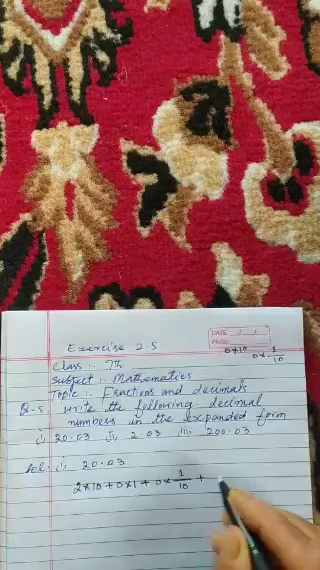 DATE
PAGE
Exercise 2.5
0×10
0×1/10
Class :- 7th
Subject :- Mathematics
Topic :- Fractions and decimals
Q-5 write the following decimal
numbers in the expanded form
i) 20.03 ii) 2.03 iii) 200.03
Sol: i) 20.03
2×10+0×1+0×1/10+